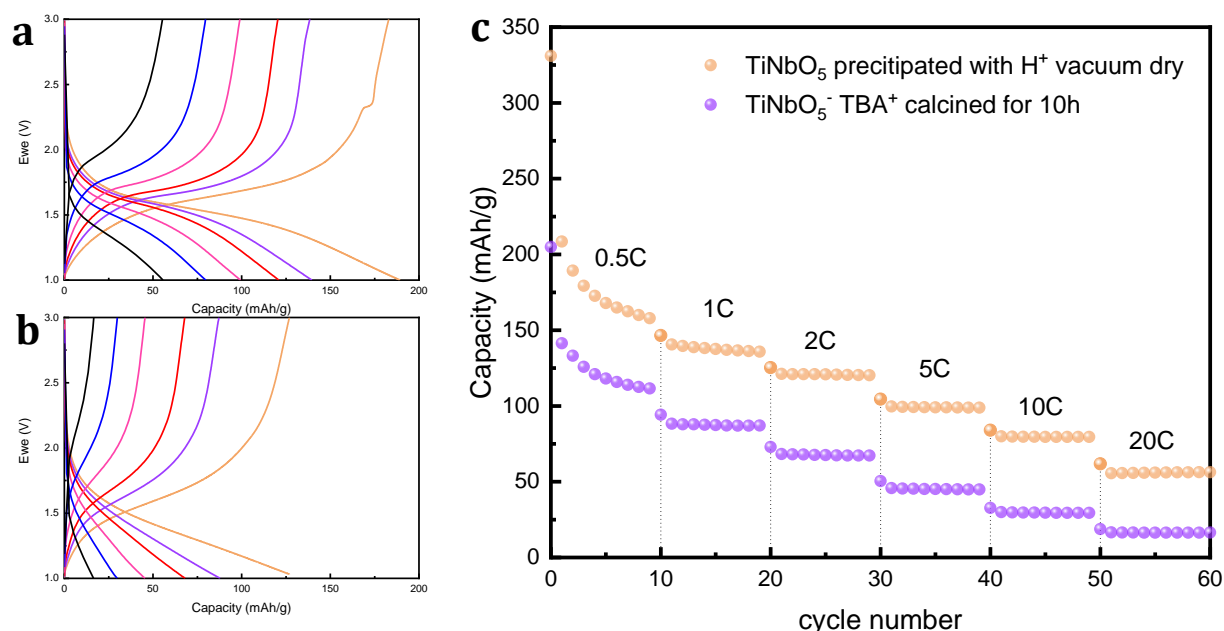 a
3.0
2.5
2.0
1.5
1.0
Ewe (V)
0 50 100 150 200
Capacity (mAh/g)
b
3.0
2.5
2.0
1.5
1.0
Ewe (V)
0 50 100 150 200
Capacity (mAh/g)
c
350
300
250
200
150
100
50
0
Capacity (mAh/g)
TiNbO₅ precitipated with H⁺ vacuum dry
TiNbO₅⁻ TBA⁺ calcined for 10h
0.5C
1C
2C
5C
10C
20C
0 10 20 30 40 50 60
cycle number